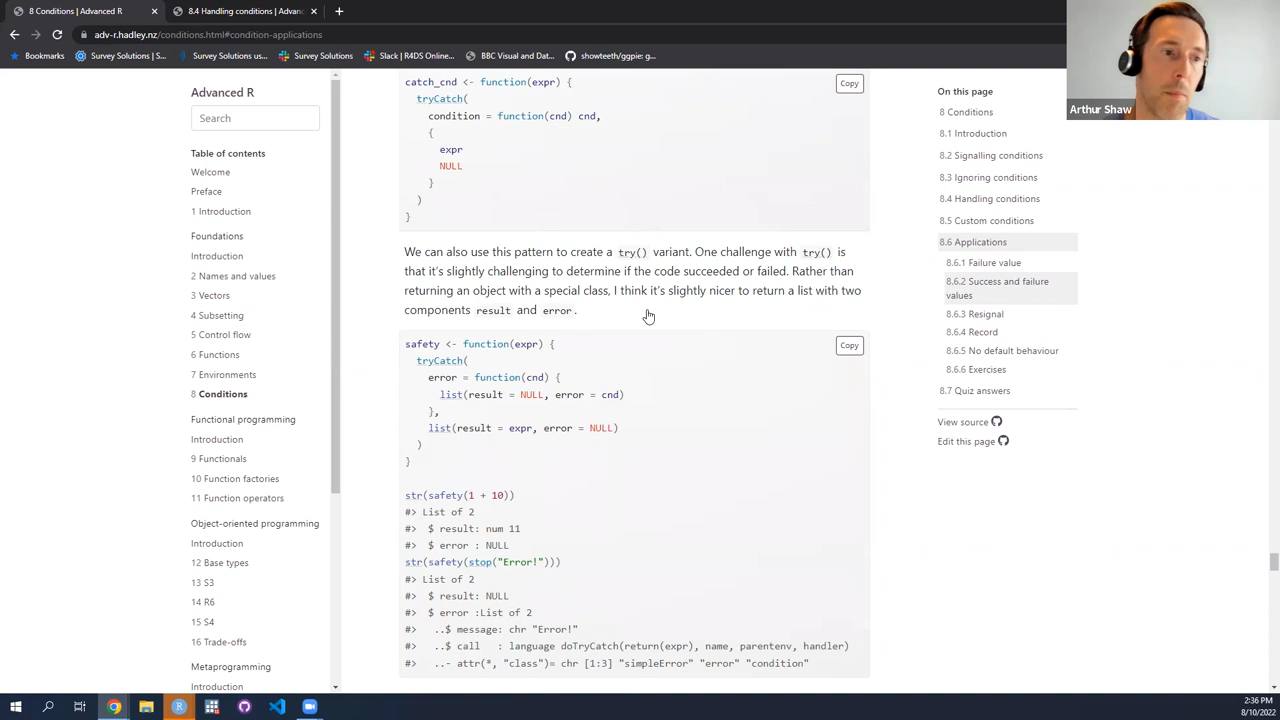 8 Conditions | Advanced R
8.4 Handling conditions | Advanc
adv-r.hadley.nz/conditions.html#condition-applications
Bookmarks
Survey Solutions | S...
Survey Solutions us...
Survey Solutions
Slack | R4DS Online...
BBC Visual and Dat...
showteeth/ggpie: g...
Arthur Shaw
Advanced R
Search
Table of contents
Welcome
Preface
1 Introduction
Foundations
Introduction
2 Names and values
3 Vectors
4 Subsetting
5 Control flow
6 Functions
7 Environments
8 Conditions
Functional programming
Introduction
9 Functionals
10 Function factories
11 Function operators
Object-oriented programming
Introduction
12 Base types
13 S3
14 R6
15 S4
16 Trade-offs
Metaprogramming
Introduction
catch_cnd <- function(expr) {
tryCatch(
condition = function(cnd) cnd,
{
expr
NULL
}
)
}
Copy
We can also use this pattern to create a try() variant. One challenge with try() is
that it's slightly challenging to determine if the code succeeded or failed. Rather than
returning an object with a special class, I think it's slightly nicer to return a list with two
components result and error.
safety <- function(expr) {
tryCatch(
error = function(cnd) {
list(result = NULL, error = cnd)
},
list(result = expr, error = NULL)
)
}
str(safety(1 + 10))
#> List of 2
#>  $ result: num 11
#>  $ error : NULL
str(safety(stop("Error!")))
#> List of 2
#>  $ result: NULL
#>  $ error :List of 2
#>   ..$ message: chr "Error!"
#>   ..$ call   : language doTryCatch(return(expr), name, parentenv, handler)
#>   ..- attr(*, "class")= chr [1:3] "simpleError" "error" "condition"
Copy
On this page
8 Conditions
8.1 Introduction
8.2 Signalling conditions
8.3 Ignoring conditions
8.4 Handling conditions
8.5 Custom conditions
8.6 Applications
8.6.1 Failure value
8.6.2 Success and failure
values
8.6.3 Resignal
8.6.4 Record
8.6.5 No default behaviour
8.6.6 Exercises
8.7 Quiz answers
View source
Edit this page
2:36 PM
8/10/2022